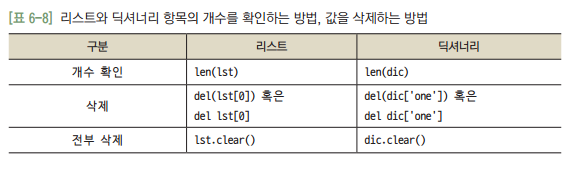 [표 6-8] 리스트와 딕셔너리 항목의 개수를 확인하는 방법, 값을 삭제하는 방법
구분 리스트 딕셔너리
개수 확인 len(lst) len(dic)
삭제 del(lst[0]) 혹은 del(dic['one']) 혹은
del lst[0] del dic['one']
전부 삭제 lst.clear() dic.clear()